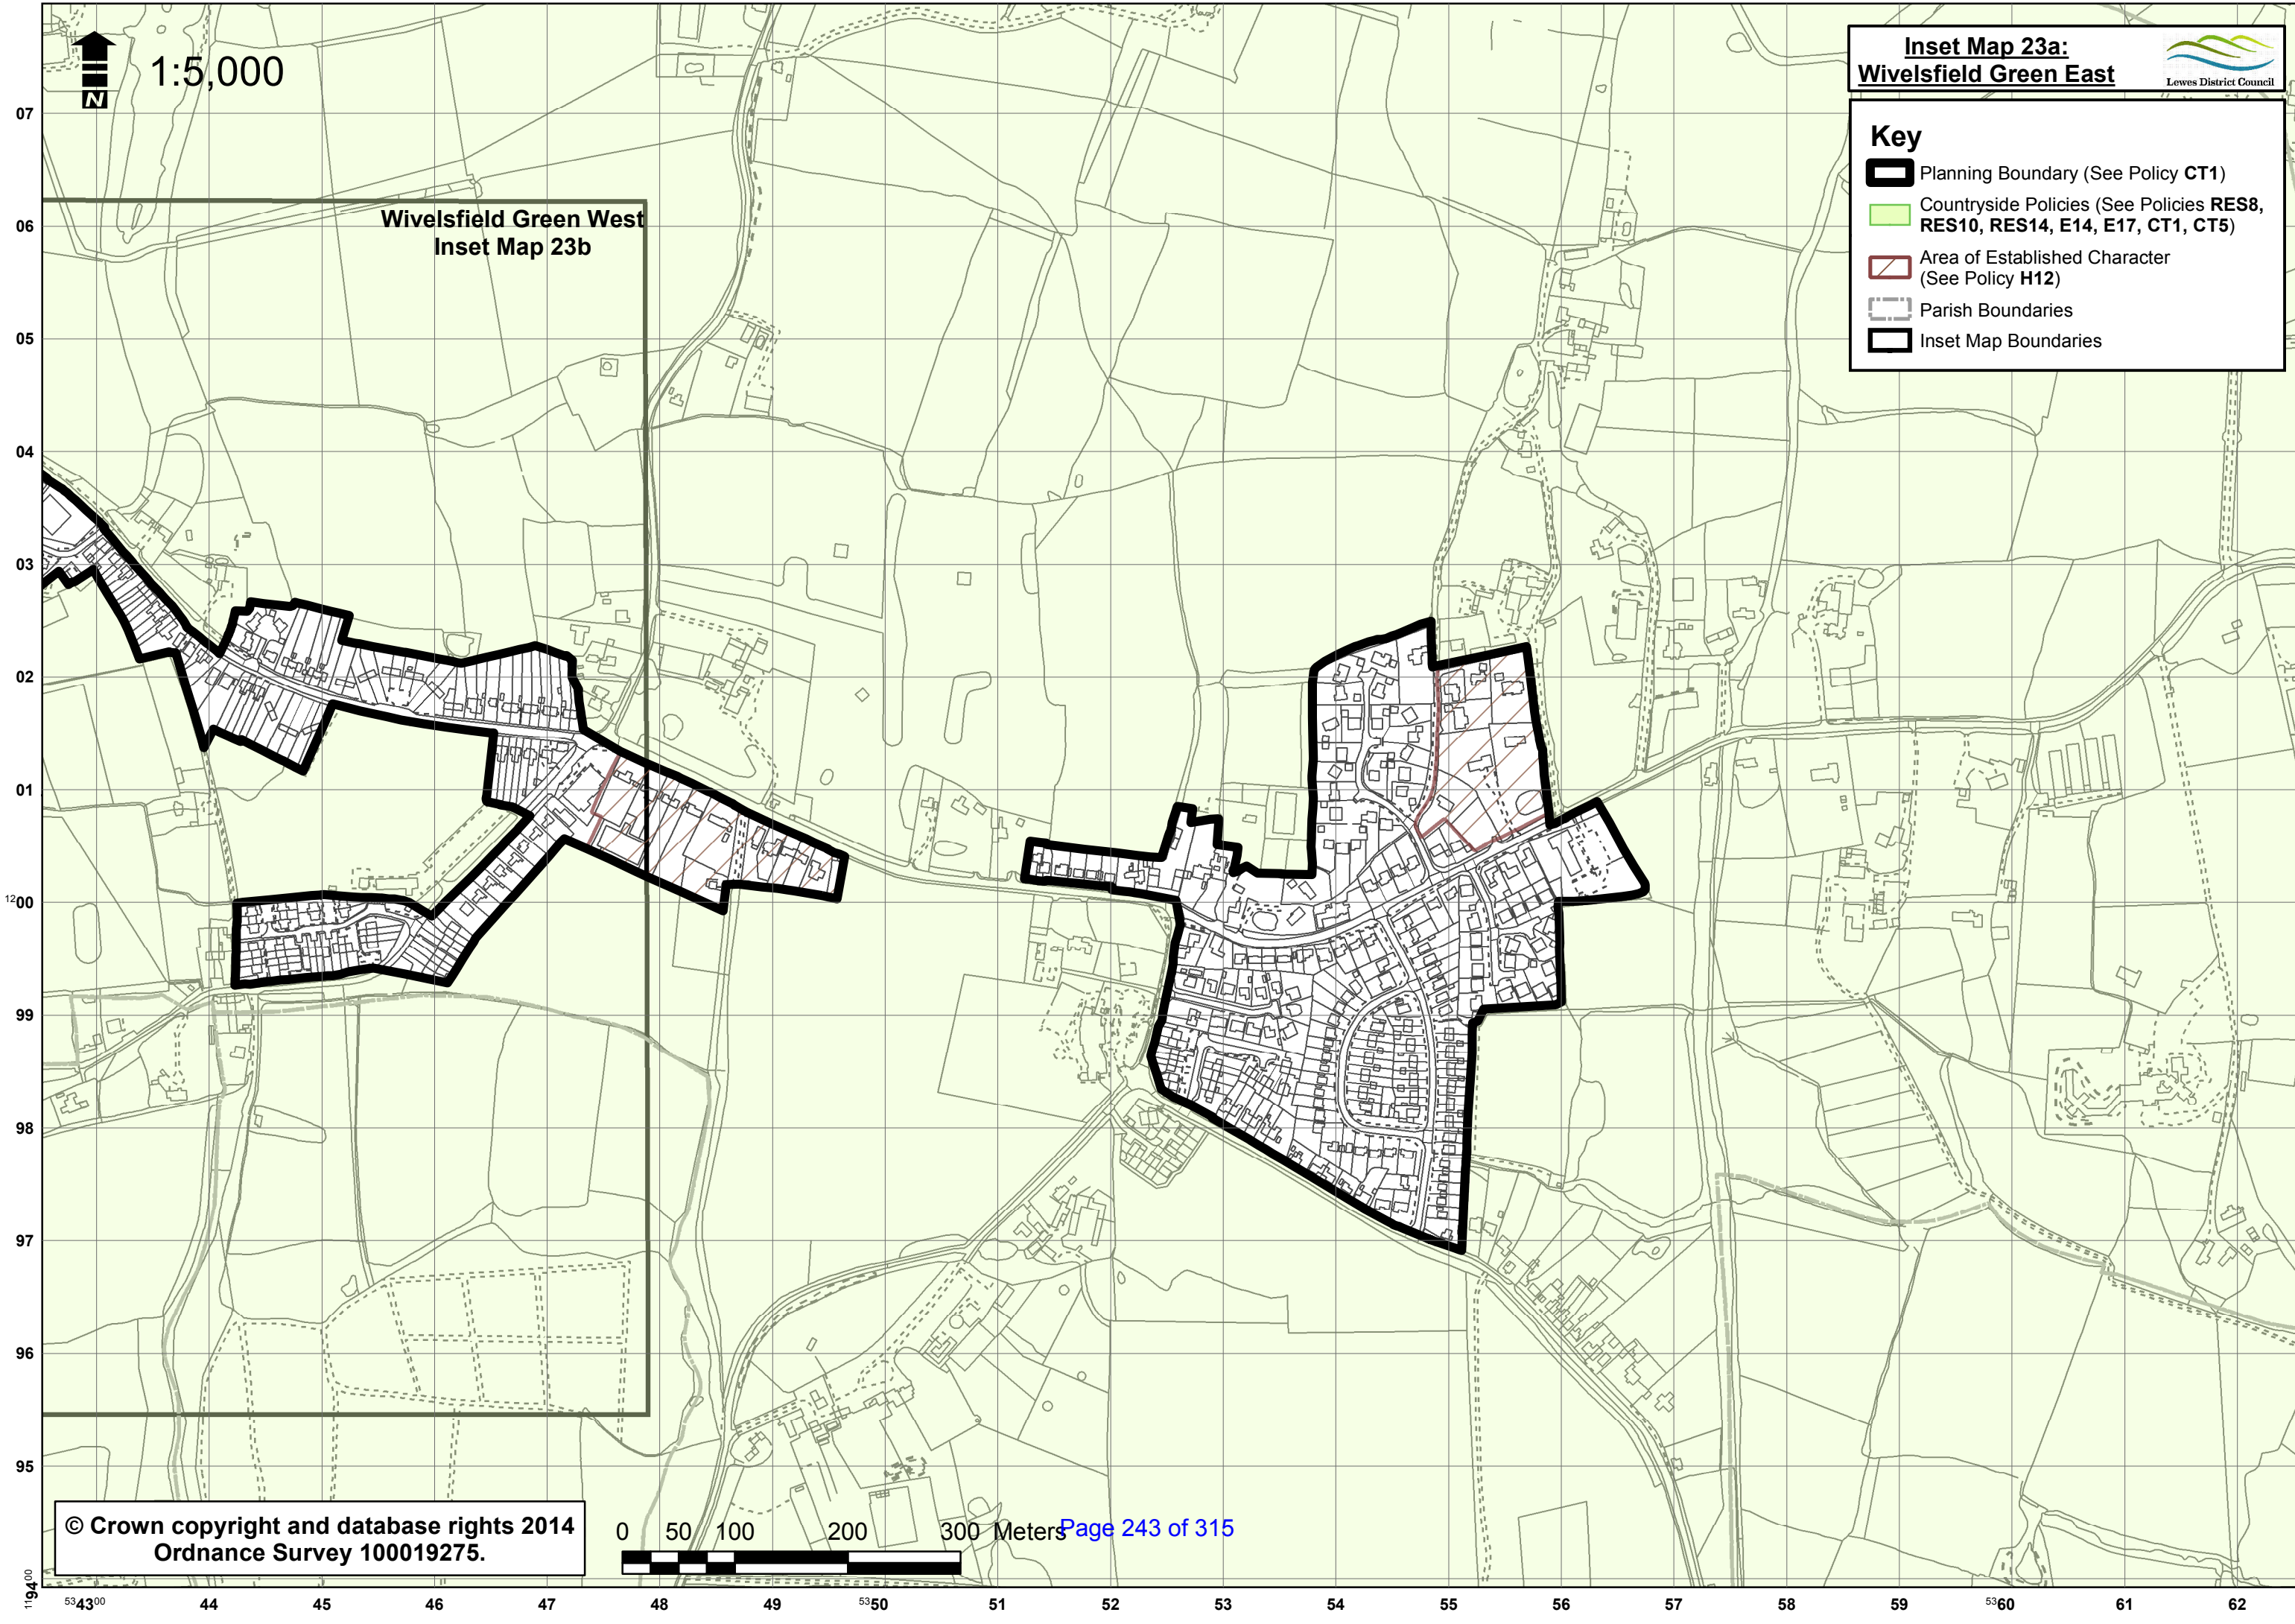 1:5,000
N
Inset Map 23a:
Wivelsfield Green East
Lewes District Council
Key
Planning Boundary (See Policy CT1)
Countryside Policies (See Policies RES8,
RES10, RES14, E14, E17, CT1, CT5)
Area of Established Character
(See Policy H12)
Parish Boundaries
Inset Map Boundaries
Wivelsfield Green West
Inset Map 23b
07
06
05
04
03
02
01
1200
99
98
97
96
95
119400
© Crown copyright and database rights 2014
Ordnance Survey 100019275.
0 50 100 200 300 Meters
Page 243 of 315
534300 44 45 46 47 48 49 5350 51 52 53 54 55 56 57 58 59 5360 61 62